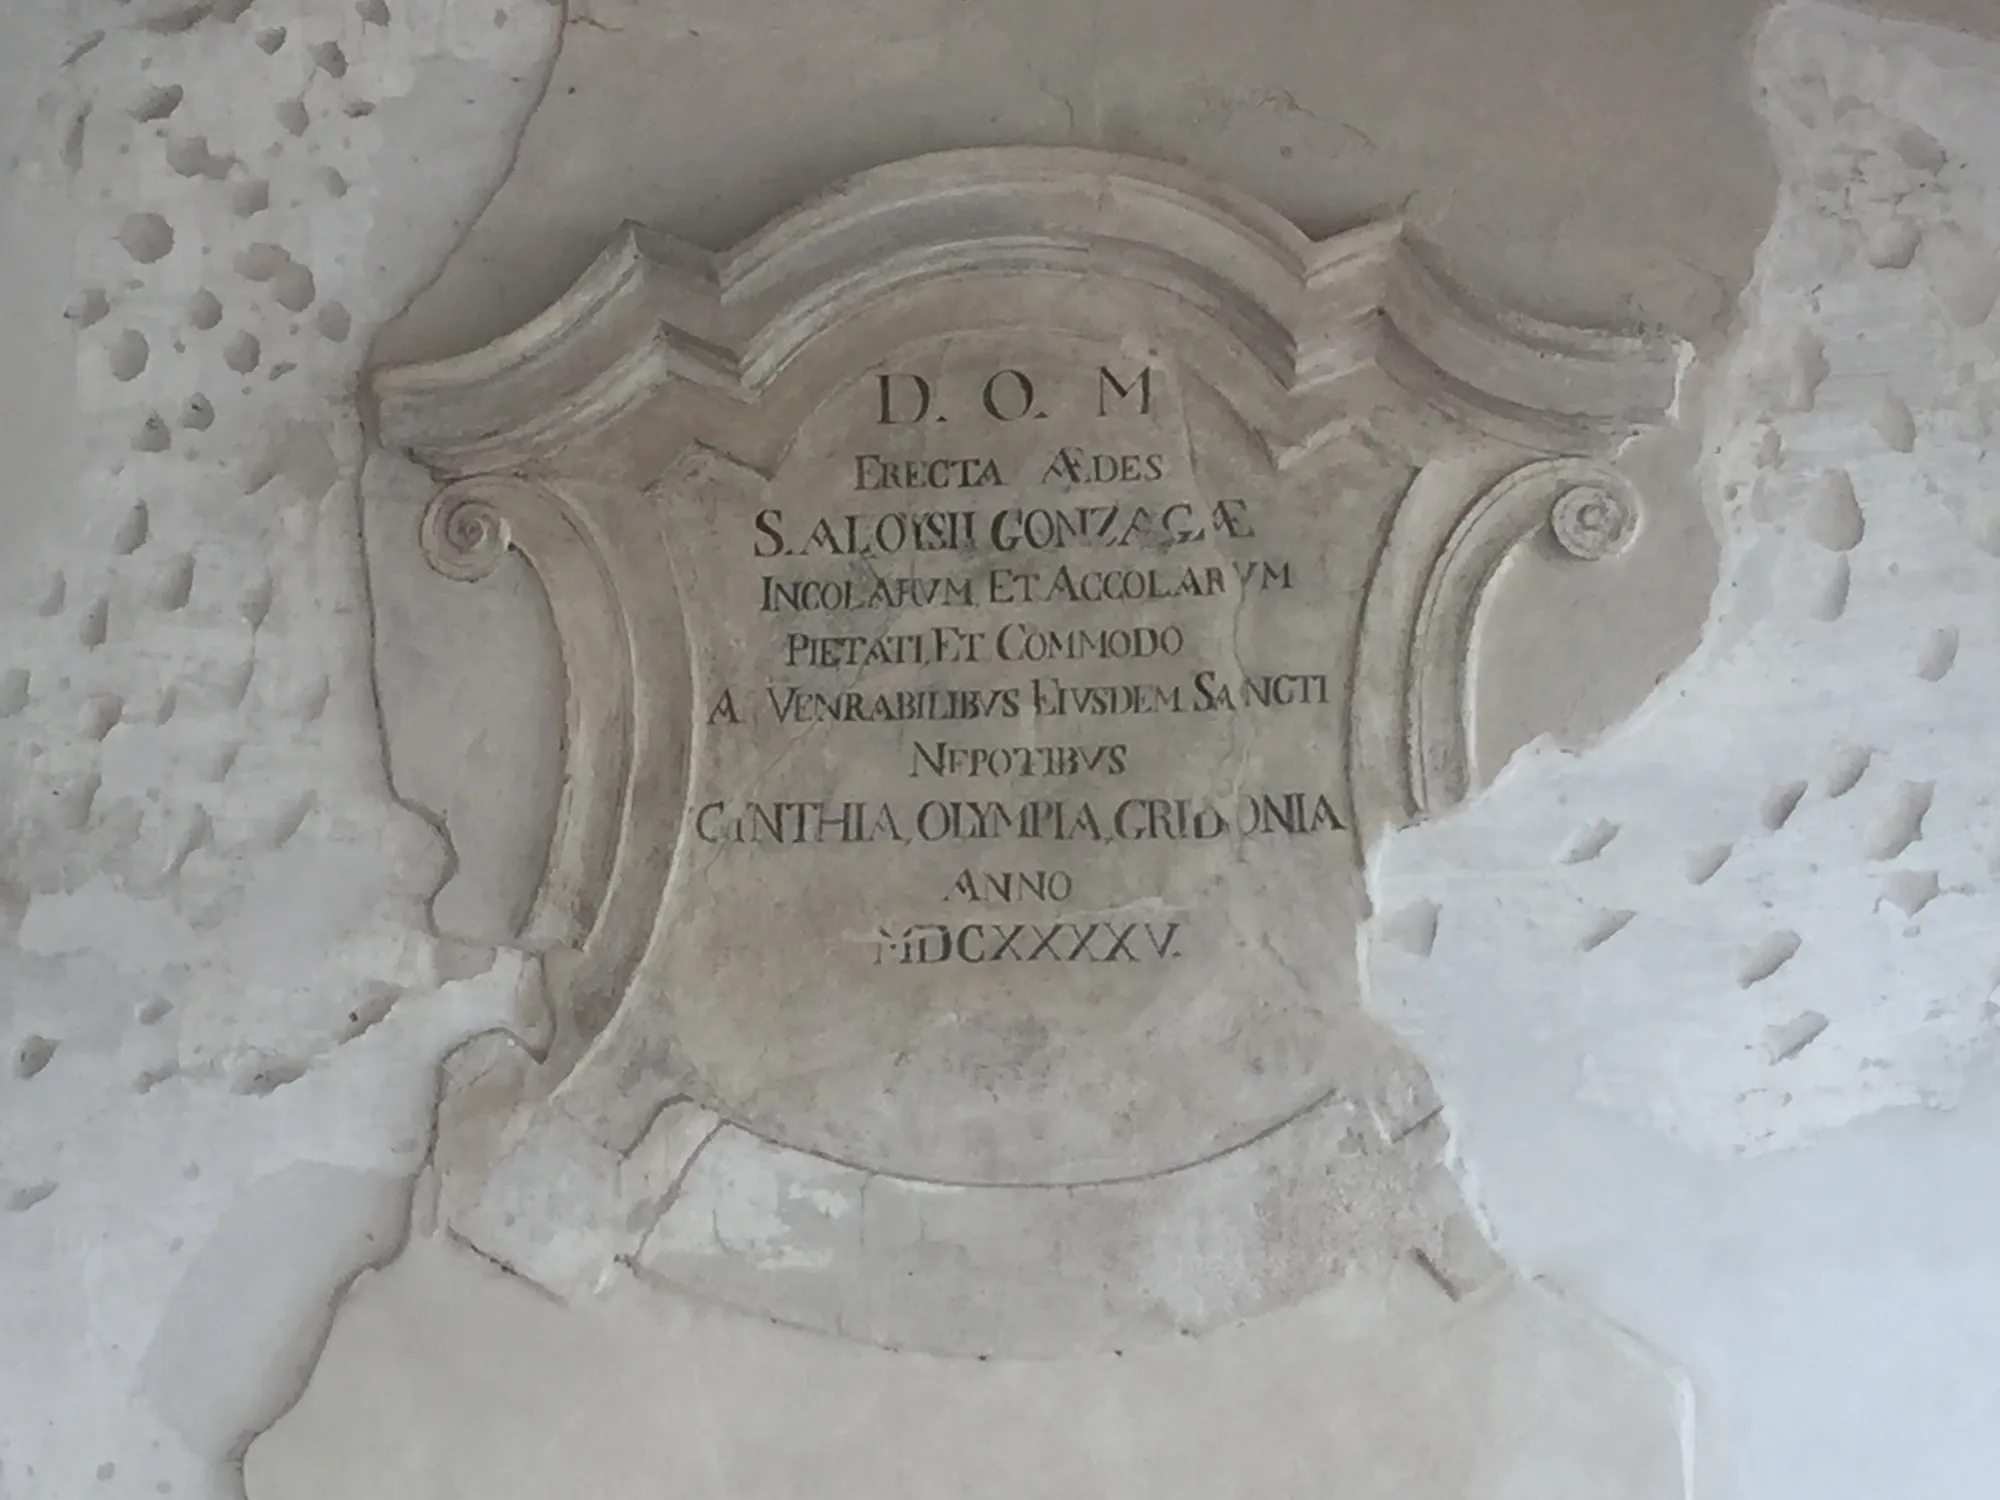 D. O. M
ERECTA ÆDES
S. ALOYSII GONZAGÆ
INCOLARVM ET ACCOLARVM
PIETATI, ET COMMODO
A VENRABILIBVS EIVSDEM SANCTI
NEPOTIBVS
CINTHIA, OLYMPIA, GRIDONIA
ANNO
MDCXXXXV.